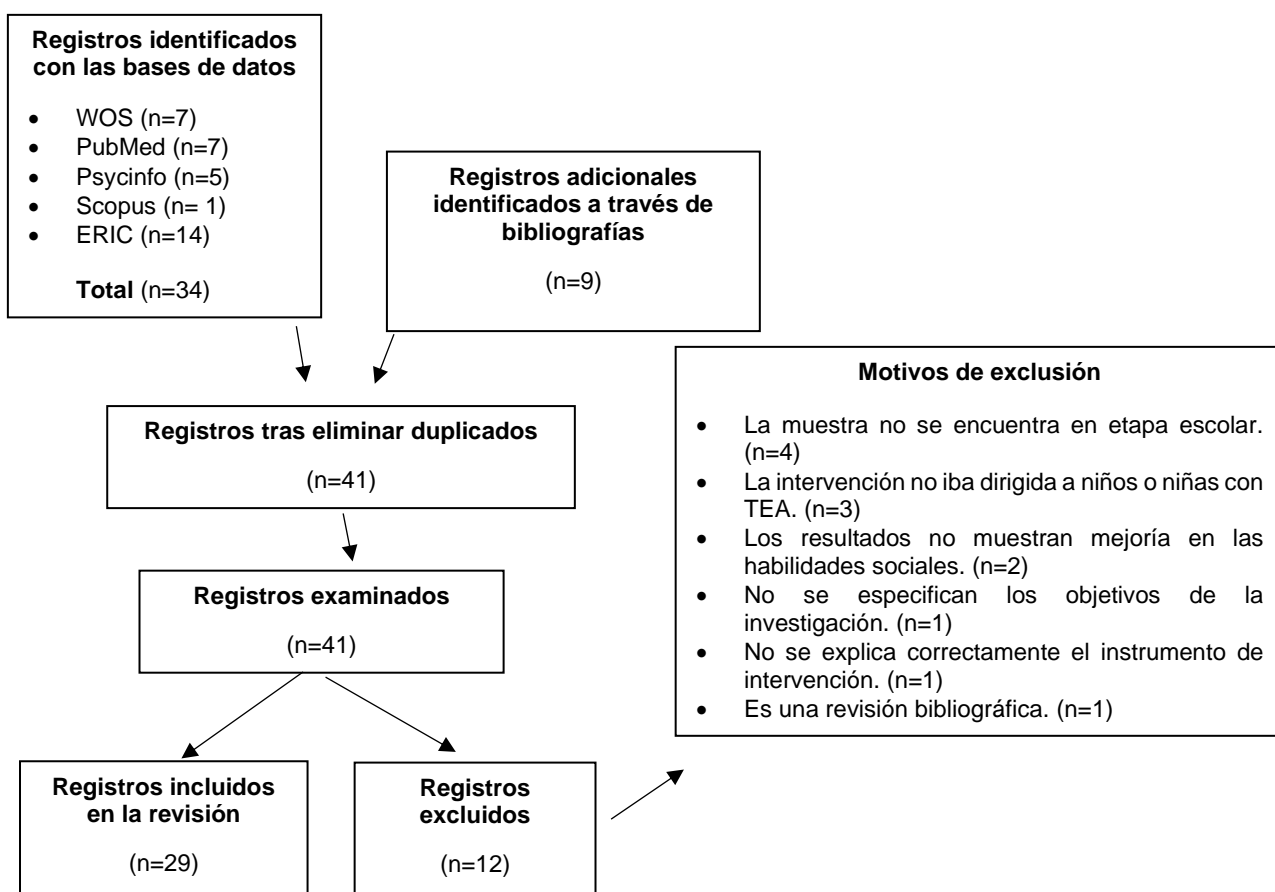 Registros identificados
con las bases de datos
• WOS (n=7)
• PubMed (n=7)
• Psycinfo (n=5)
• Scopus (n= 1)
• ERIC (n=14)
Total (n=34)
Registros adicionales
identificados a través de
bibliografías
(n=9)
Registros tras eliminar duplicados
(n=41)
Registros examinados
(n=41)
Motivos de exclusión
• La muestra no se encuentra en etapa escolar.
(n=4)
• La intervención no iba dirigida a niños o niñas con
TEA. (n=3)
• Los resultados no muestran mejoría en las
habilidades sociales. (n=2)
• No se especifican los objetivos de la
investigación. (n=1)
• No se explica correctamente el instrumento de
intervención. (n=1)
• Es una revisión bibliográfica. (n=1)
Registros incluidos
en la revisión
(n=29)
Registros
excluidos
(n=12)